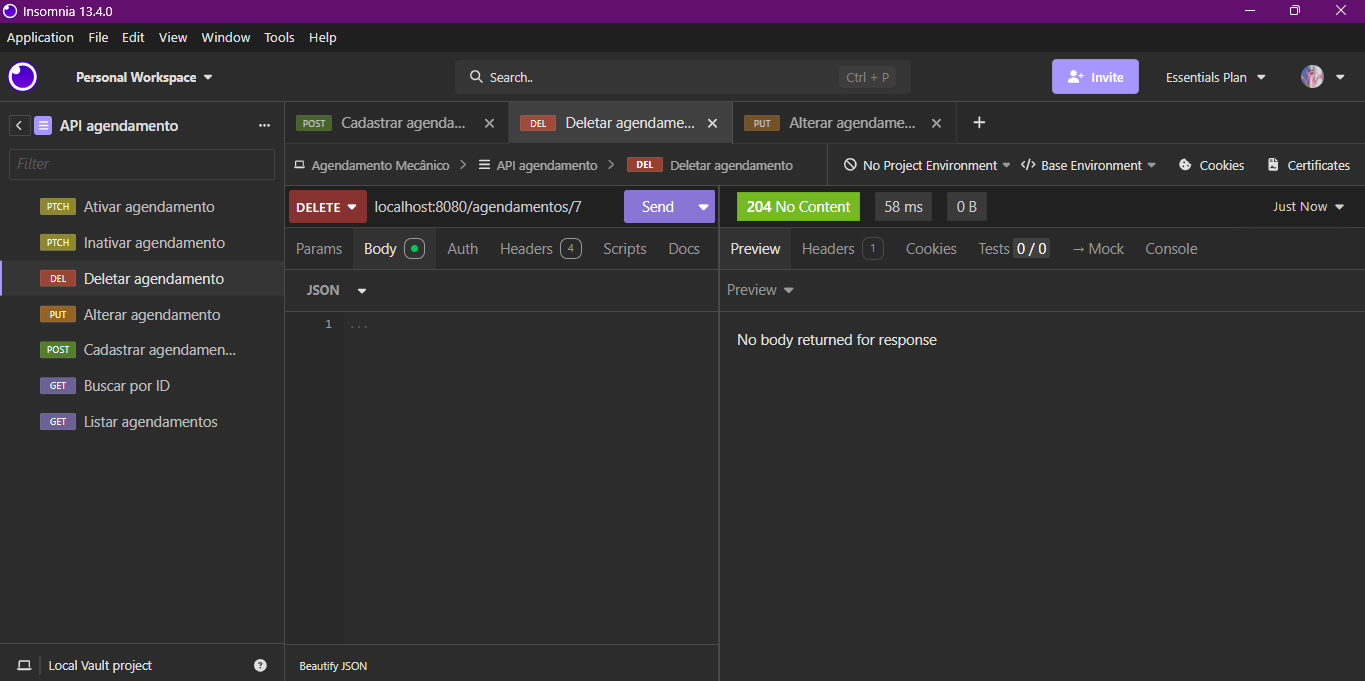 Insomnia 13.4.0
Application File Edit View Window Tools Help
Personal Workspace
Search..
Ctrl + P
Invite
Essentials Plan
API agendamento
POST Cadastrar agenda...
DEL Deletar agendame...
PUT Alterar agendame...
Filter
Agendamento Mecânico
API agendamento
DEL Deletar agendamento
No Project Environment
Base Environment
Cookies
Certificates
PTCH Ativar agendamento
PTCH Inativar agendamento
DEL Deletar agendamento
PUT Alterar agendamento
POST Cadastrar agendamen...
GET Buscar por ID
GET Listar agendamentos
DELETE localhost:8080/agendamentos/7 Send
204 No Content 58 ms 0 B Just Now
Params Body Auth Headers 4 Scripts Docs
Preview Headers 1 Cookies Tests 0 / 0 → Mock Console
JSON
Preview
1 ...
No body returned for response
Local Vault project
Beautify JSON